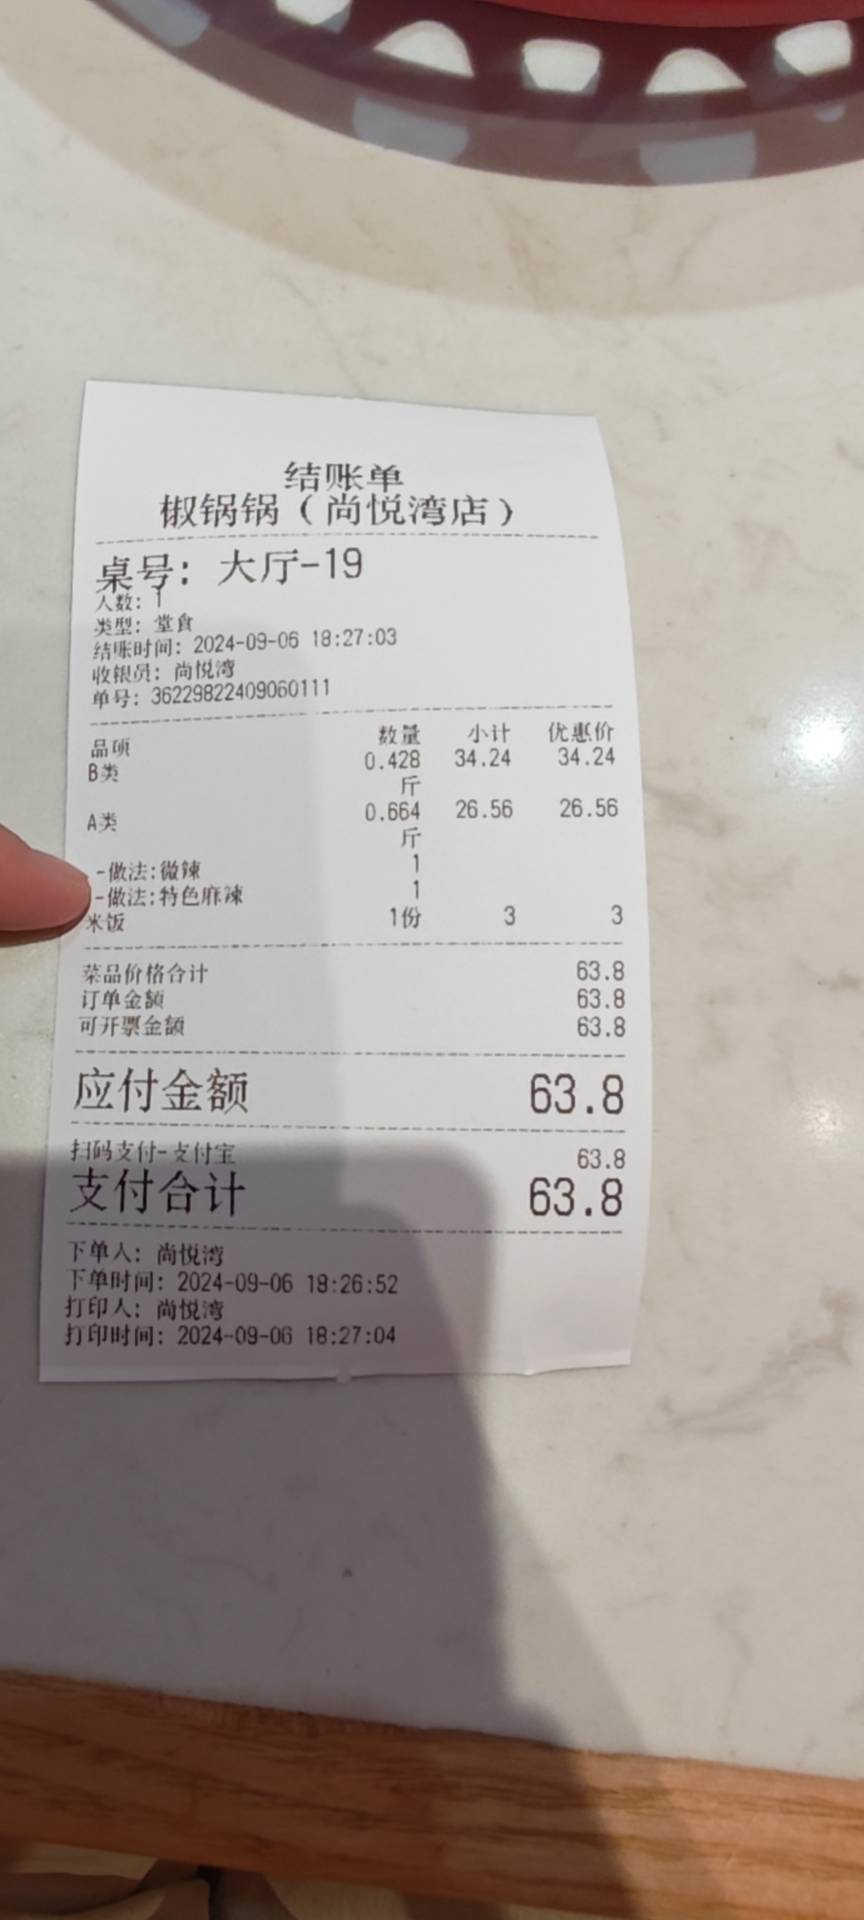 结账单
椒锅锅（尚悦湾店）
桌号: 大厅-19
人数: 1
类型: 堂食
结账时间: 2024-09-06 18:27:03
收银员: 尚悦湾
单号: 36229822409060111
品项 数量 小计 优惠价
B类 0.428 34.24 34.24
斤
A类 0.664 26.56 26.56
斤
-做法:微辣 1
-做法:特色麻辣 1
米饭 1份 3 3
菜品价格合计 63.8
订单金额 63.8
可开票金额 63.8
应付金额 63.8
扫码支付-支付宝 63.8
支付合计 63.8
下单人: 尚悦湾
下单时间: 2024-09-06 18:26:52
打印人: 尚悦湾
打印时间: 2024-09-06 18:27:04